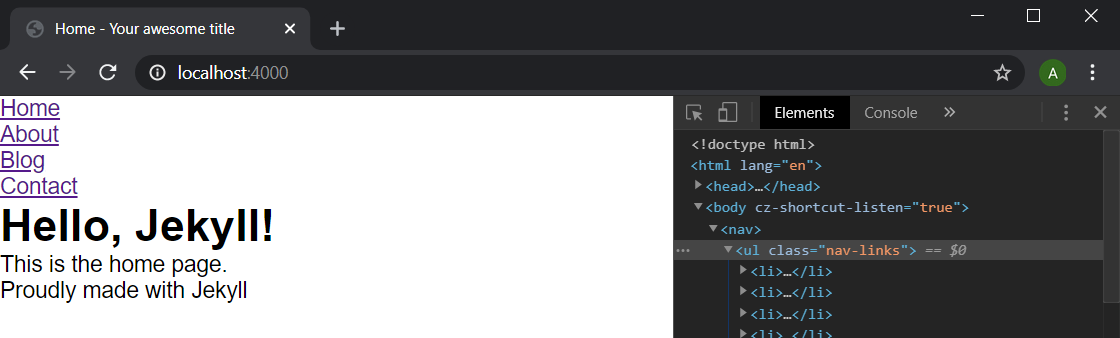 Home - Your awesome title
localhost:4000
A
Home
About
Blog
Contact
Hello, Jekyll!
This is the home page.
Proudly made with Jekyll
Elements Console »
<!doctype html>
<html lang="en">
<head>…</head>
<body cz-shortcut-listen="true">
<nav>
<ul class="nav-links"> == $0
<li>…</li>
<li>…</li>
<li>…</li>
<li>…</li>